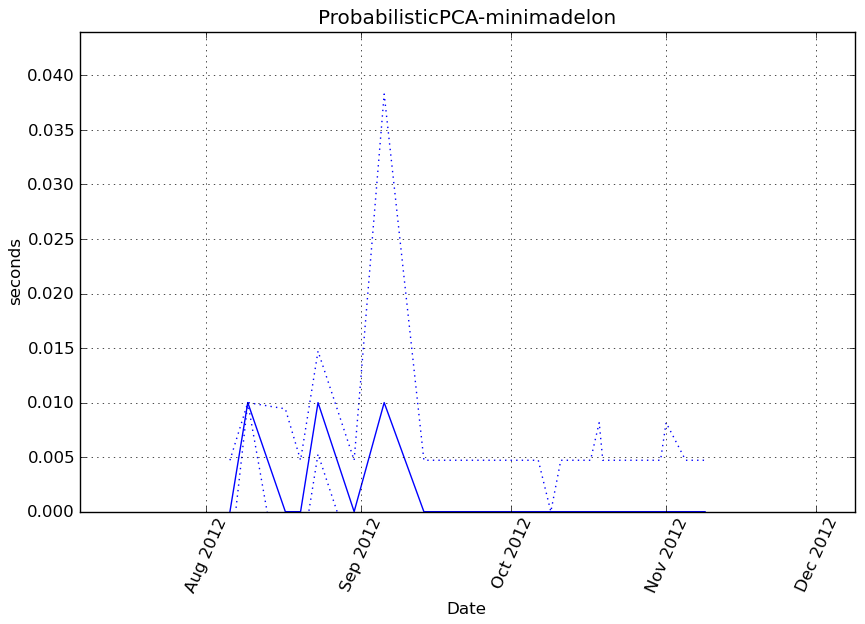 ProbabilisticPCA-minimadelon
0.040
0.035
0.030
0.025
0.020
0.015
0.010
0.005
0.000
seconds
Aug 2012
Sep 2012
Oct 2012
Nov 2012
Dec 2012
Date